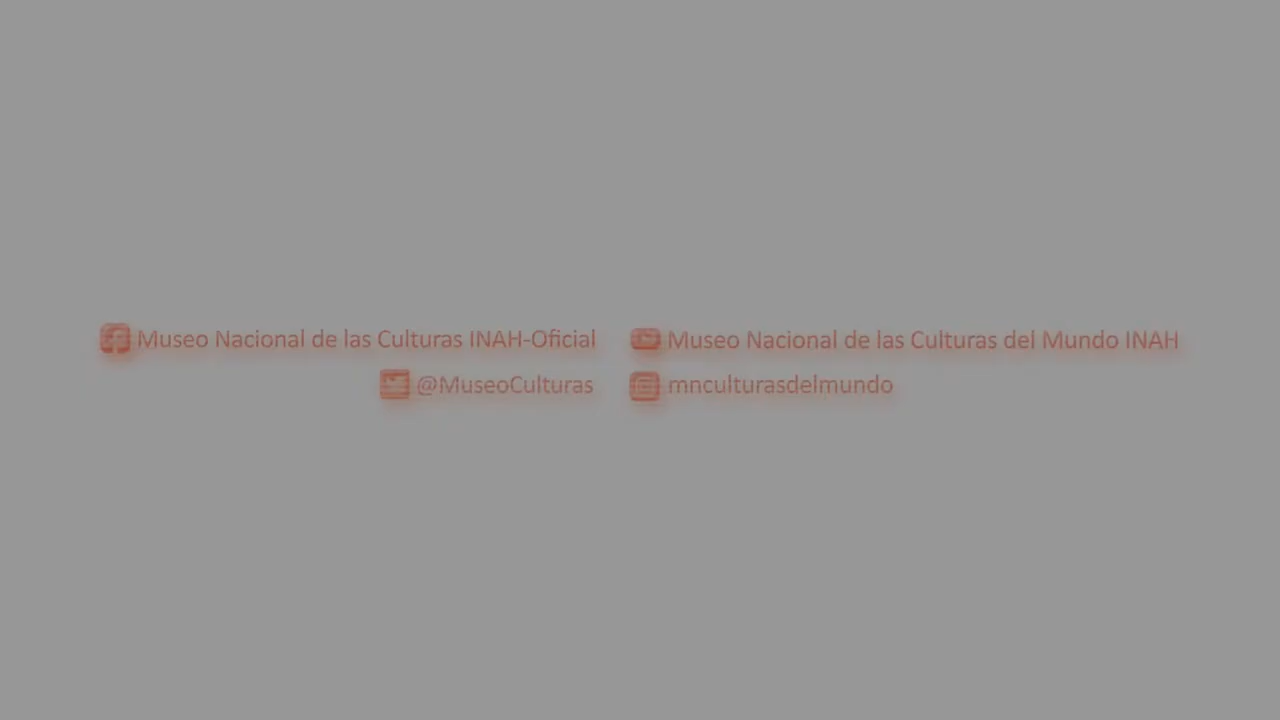 Museo Nacional de las Culturas INAH-Oficial
Museo Nacional de las Culturas del Mundo INAH
@MuseoCulturas
mnculturasdelmundo